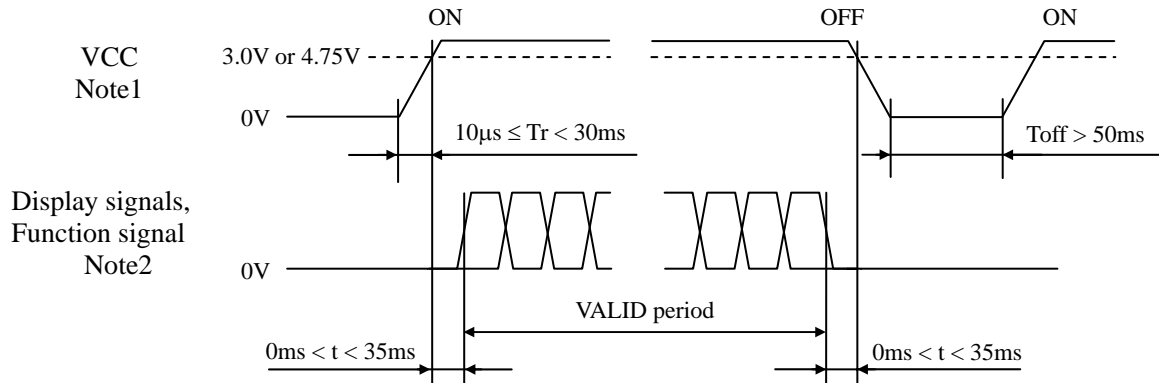 ON OFF ON
VCC
Note1
3.0V or 4.75V
0V
10μs ≤ Tr < 30ms
Toff > 50ms
Display signals,
Function signal
Note2
0V
VALID period
0ms < t < 35ms
0ms < t < 35ms